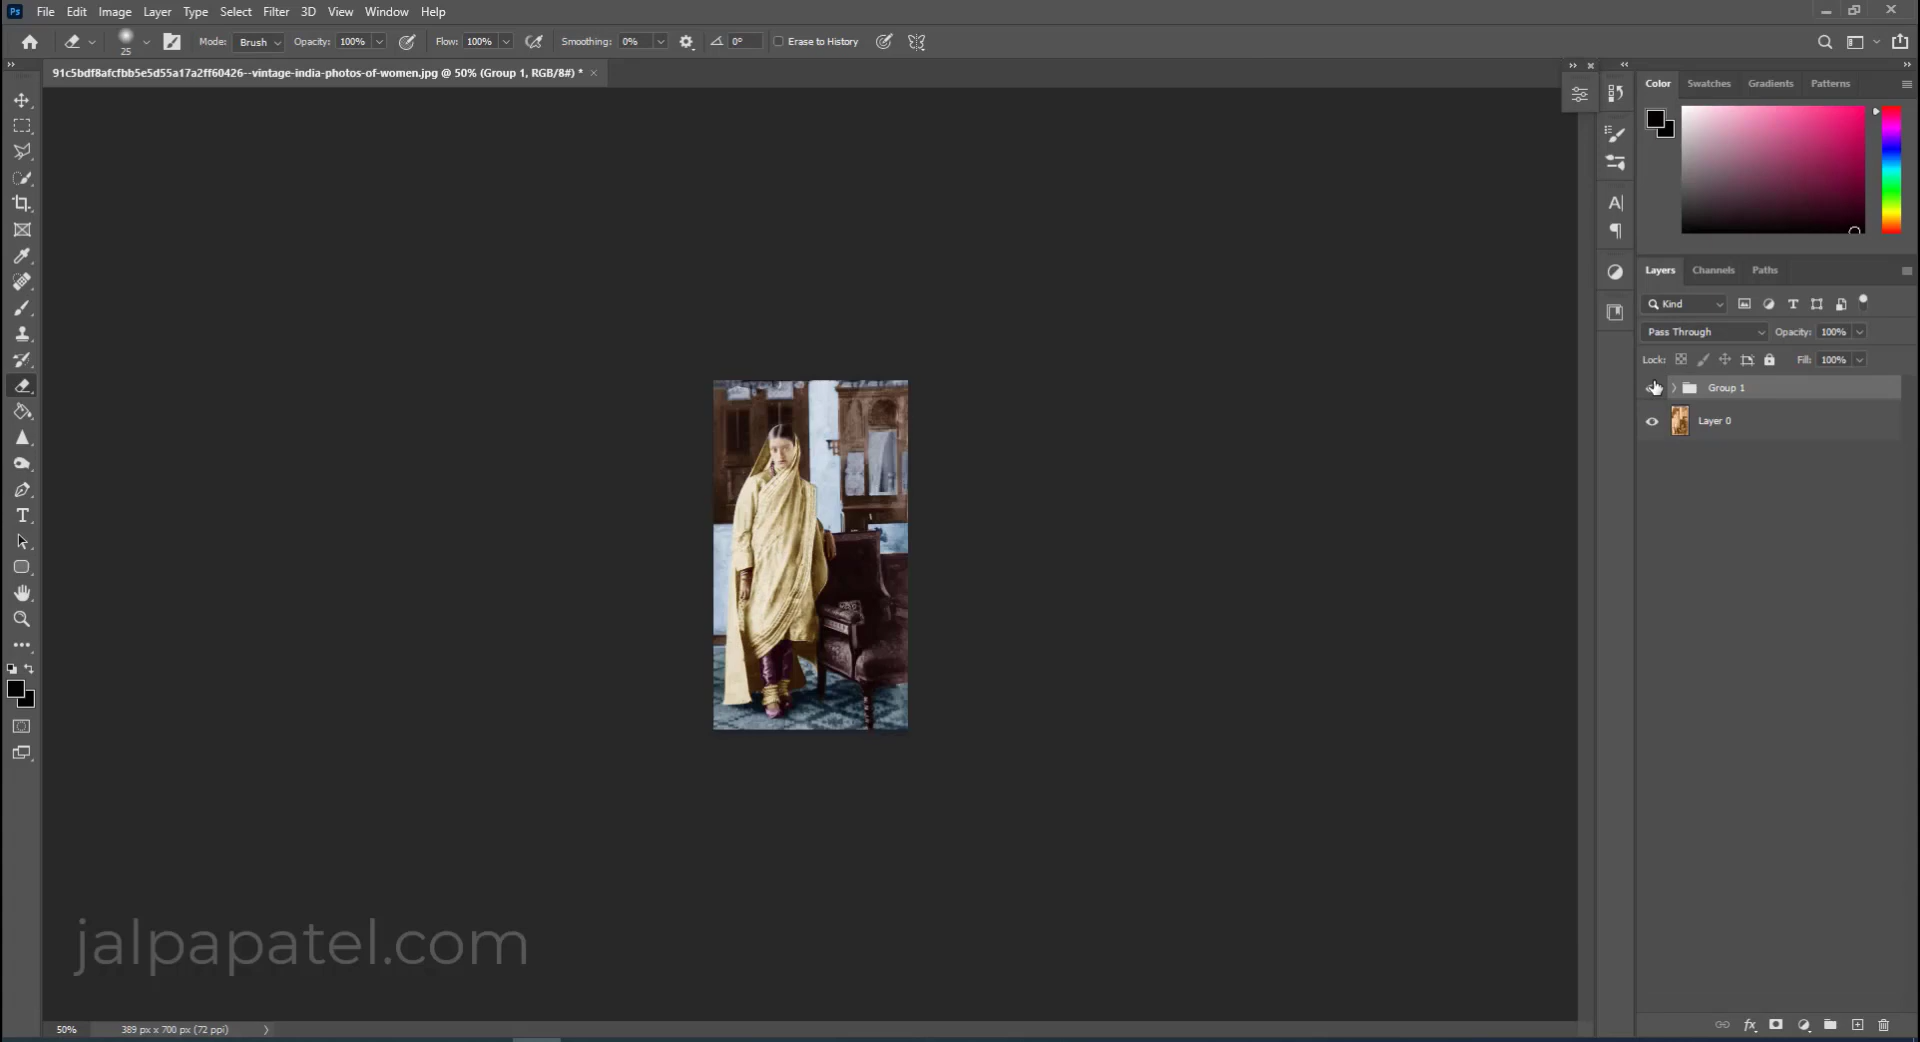 Ps File Edit Image Layer Type Select Filter 3D View Window Help
25 Mode: Brush Opacity: 100% Flow: 100% Smoothing: 0% 0° Erase to History
91c5bdf8afcfbb5e5d55a17a2ff60426--vintage-india-photos-of-women.jpg @ 50% (Group 1, RGB/8#) *
Color Swatches Gradients Patterns
Layers Channels Paths
Kind
Pass Through Opacity: 100%
Lock: Fill: 100%
Group 1
Layer 0
jalpapatel.com
50% 389 px x 700 px (72 ppi)
fx